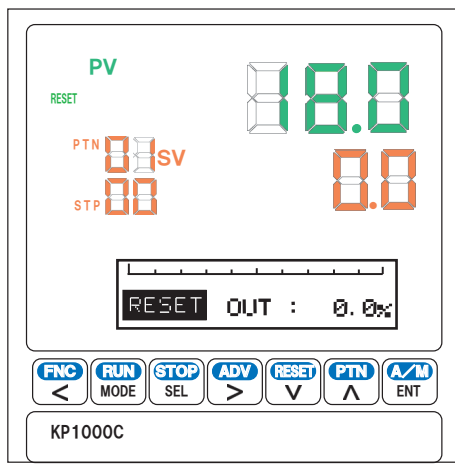 PV
18.0
RESET
PTN 01 SV
0.0
STP 00
RESET OUT : 0.0%
FNC RUN STOP ADV RESET PTN A/M
< MODE SEL > ∨ ∧ ENT
KP1000C